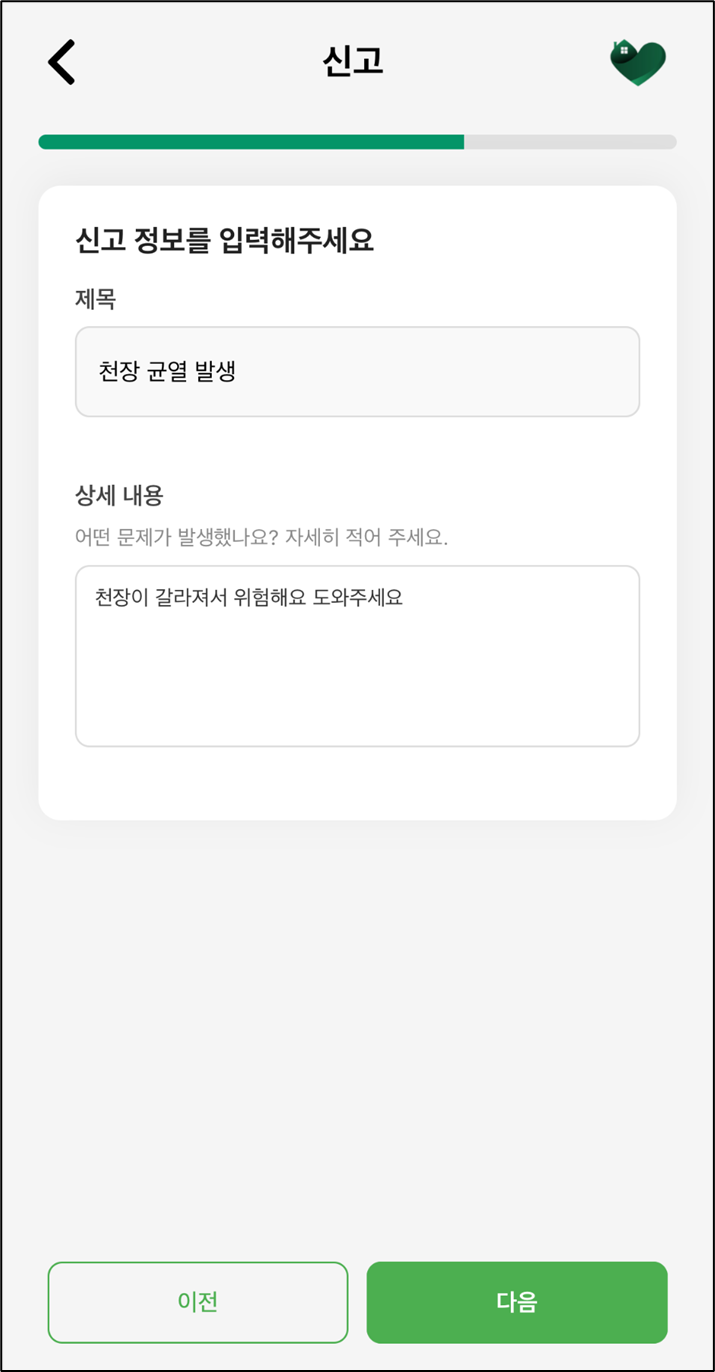 신고
신고 정보를 입력해주세요
제목
천장 균열 발생
상세 내용
어떤 문제가 발생했나요? 자세히 적어 주세요.
천장이 갈라져서 위험해요 도와주세요
이전
다음